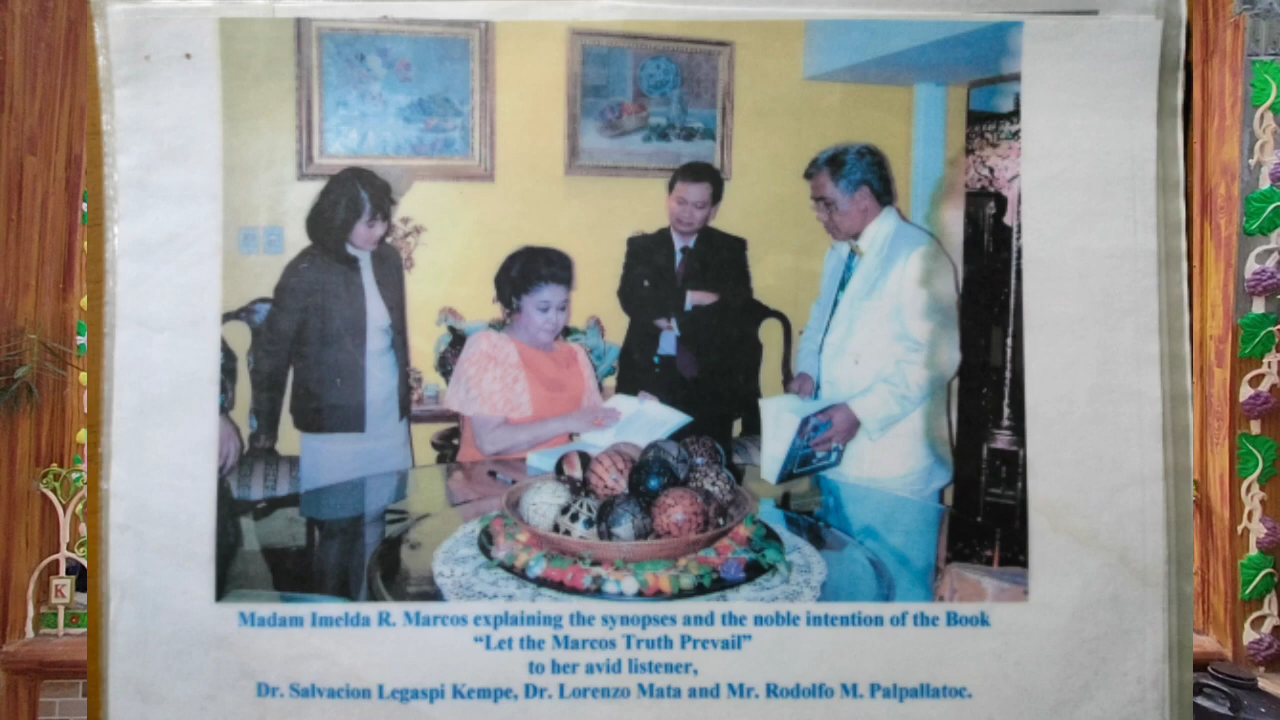 Madam Imelda R. Marcos explaining the synopses and the noble intention of the Book
“Let the Marcos Truth Prevail”
to her avid listener,
Dr. Salvacion Legaspi Kempe, Dr. Lorenzo Mata and Mr. Rodolfo M. Palpallatoc.
K